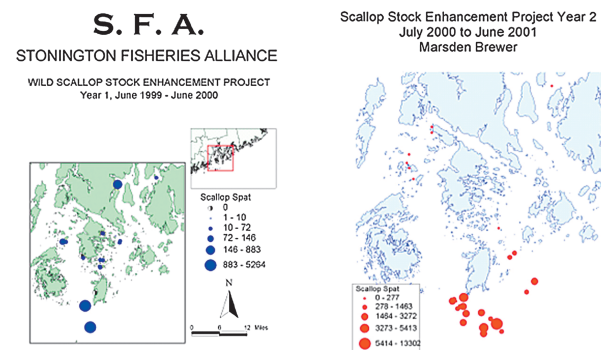 S. F. A.
STONINGTON FISHERIES ALLIANCE
WILD SCALLOP STOCK ENHANCEMENT PROJECT
Year 1, June 1999 - June 2000
Scallop Spat
0
1 - 10
10 - 72
72 - 146
146 - 883
883 - 5264
N
0 6 12 Miles
Scallop Stock Enhancement Project Year 2
July 2000 to June 2001
Marsden Brewer
Scallop Spat
0 - 277
278 - 1463
1464 - 3272
3273 - 5413
5414 - 13302